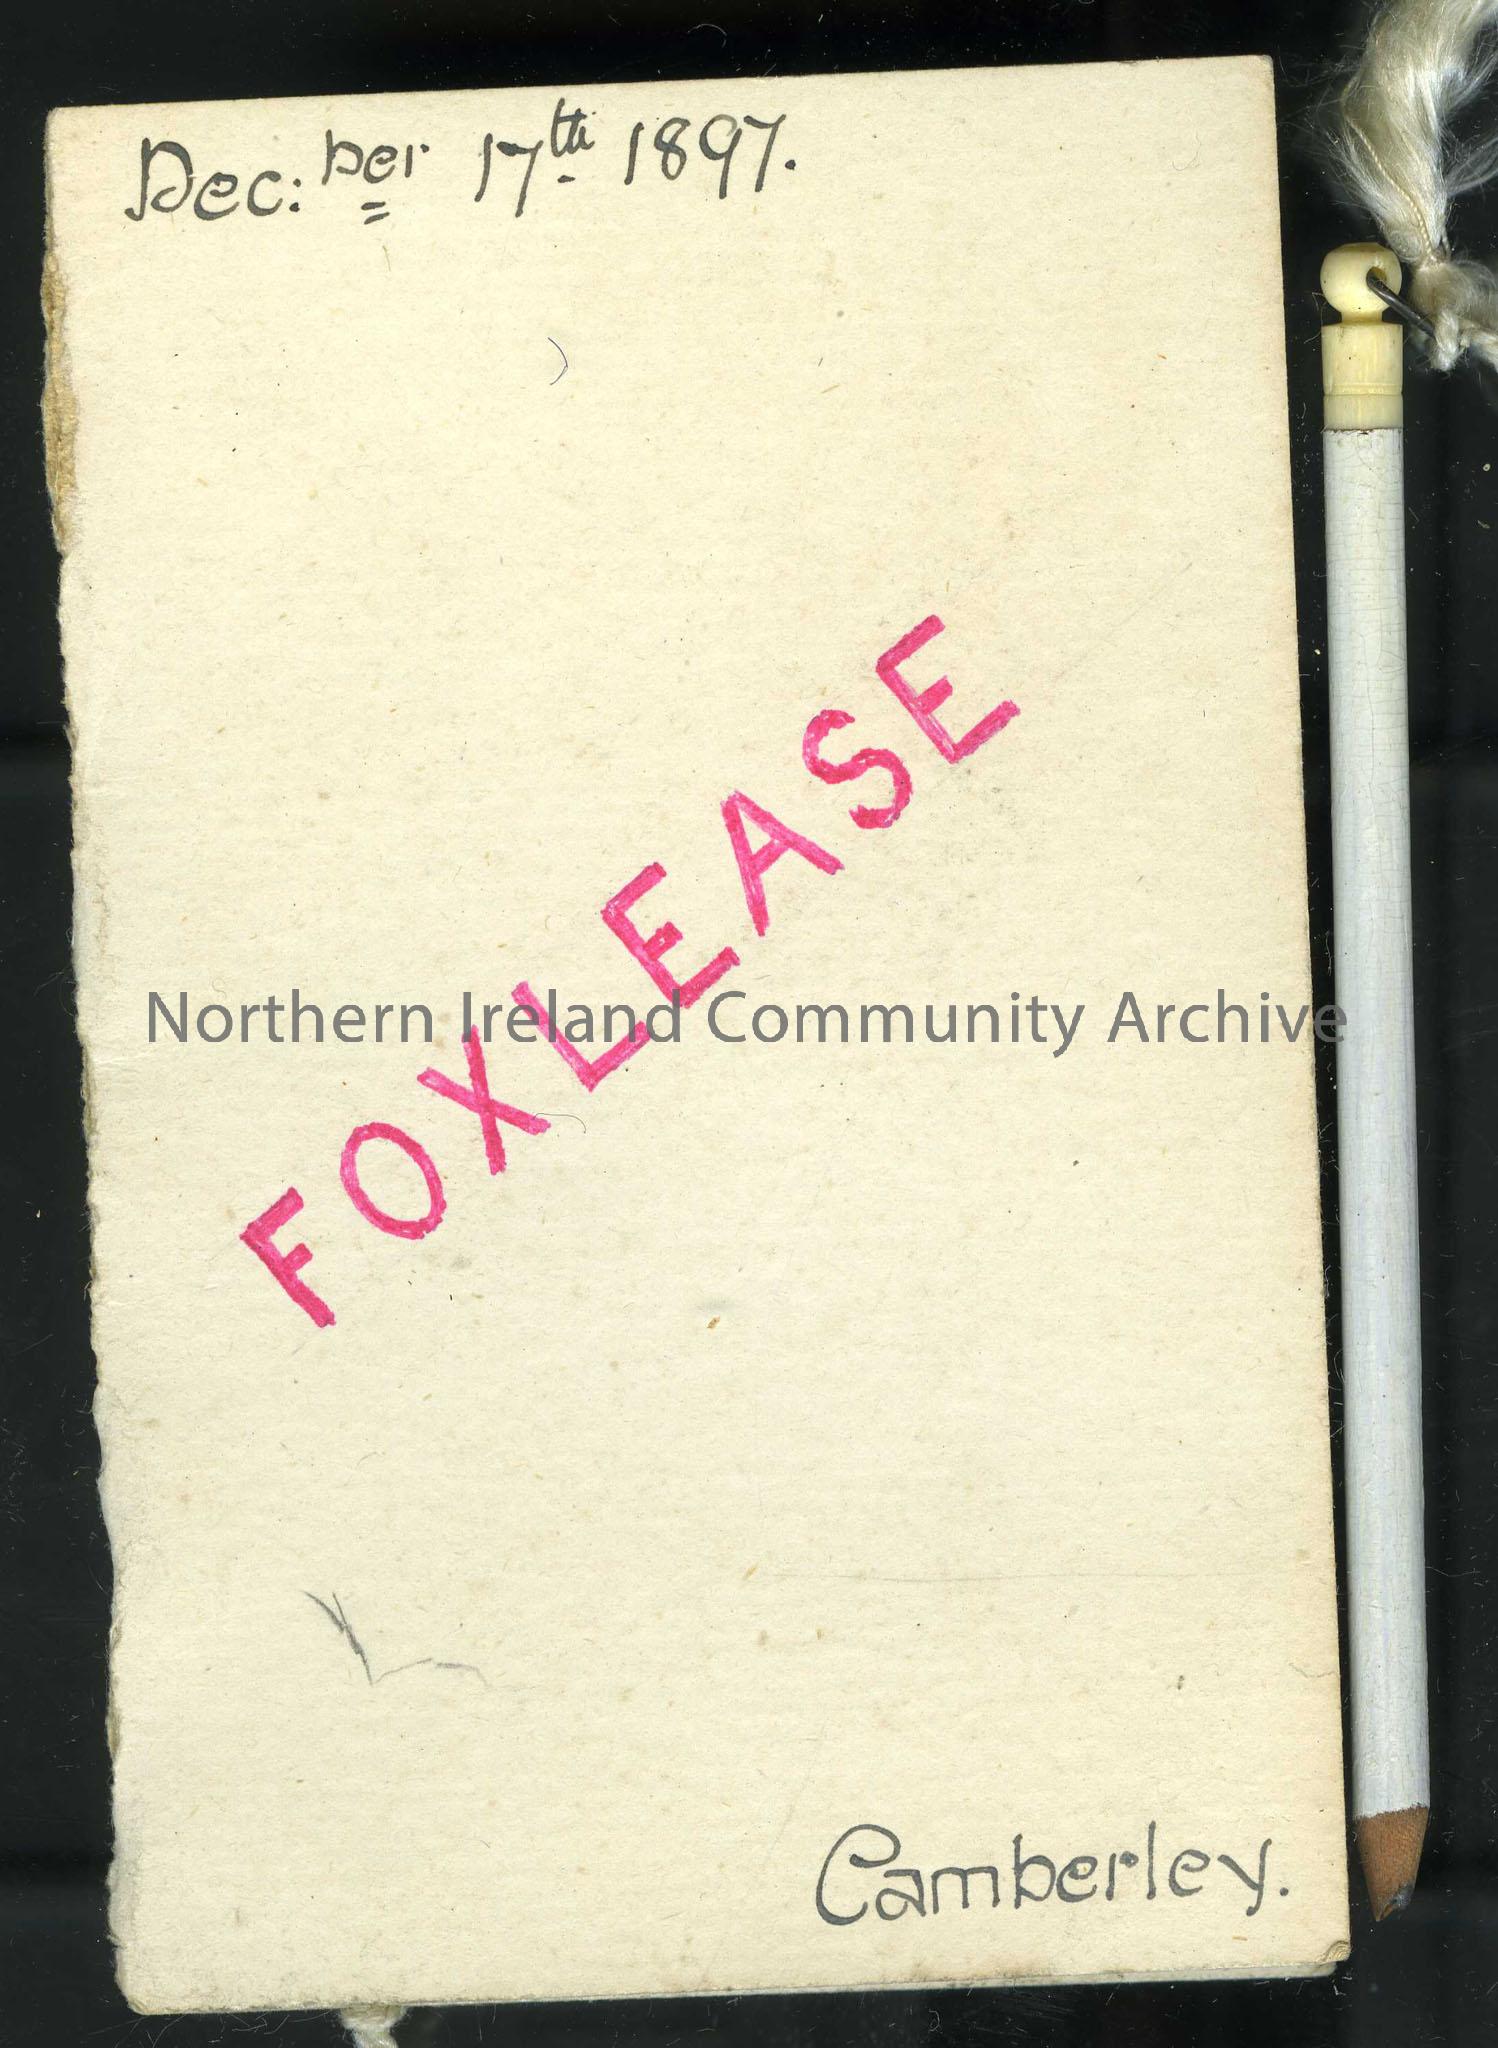 Dec:ber 17th 1897.
FOXLEASE
Northern Ireland Community Archive
Camberley.